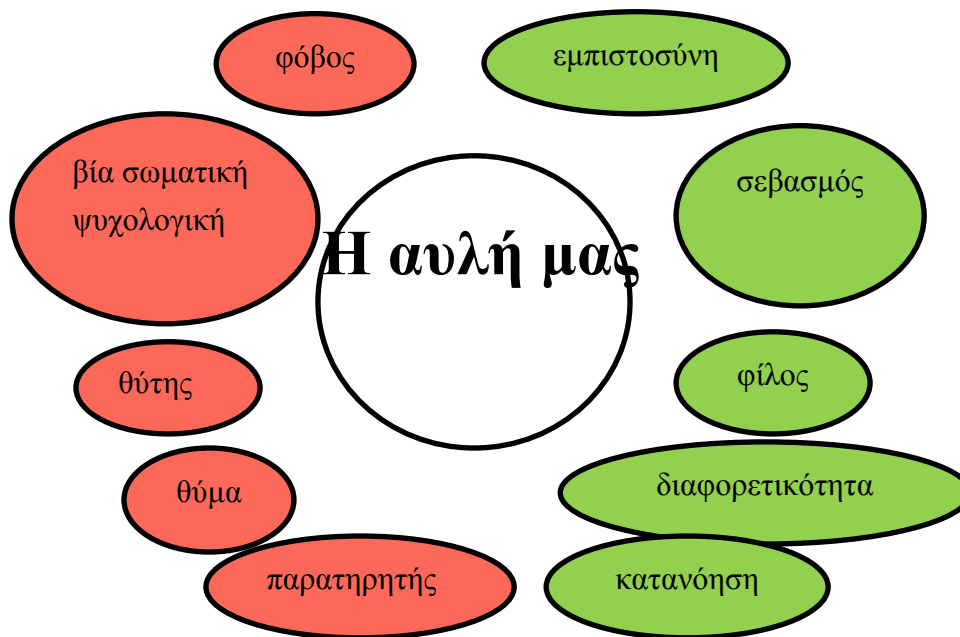 φόβος
εμπιστοσύνη
βία σωματική
ψυχολογική
σεβασμός
Η αυλή μας
θύτης
φίλος
θύμα
διαφορετικότητα
παρατηρητής
κατανόηση